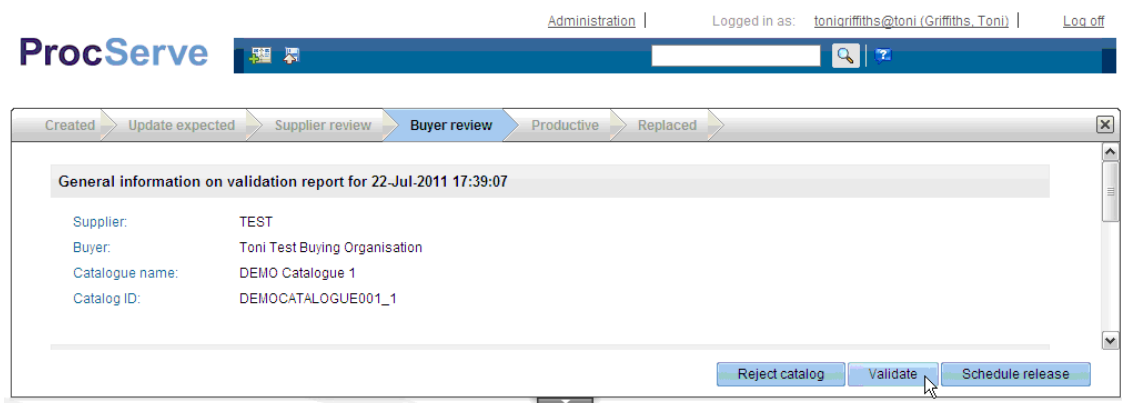 Administration | Logged in as: tonigriffiths@toni (Griffiths, Toni) | Log off
ProcServe
?
Created Update expected Supplier review Buyer review Productive Replaced
General information on validation report for 22-Jul-2011 17:39:07
Supplier: TEST
Buyer: Toni Test Buying Organisation
Catalogue name: DEMO Catalogue 1
Catalog ID: DEMOCATALOGUE001_1
Reject catalog Validate Schedule release